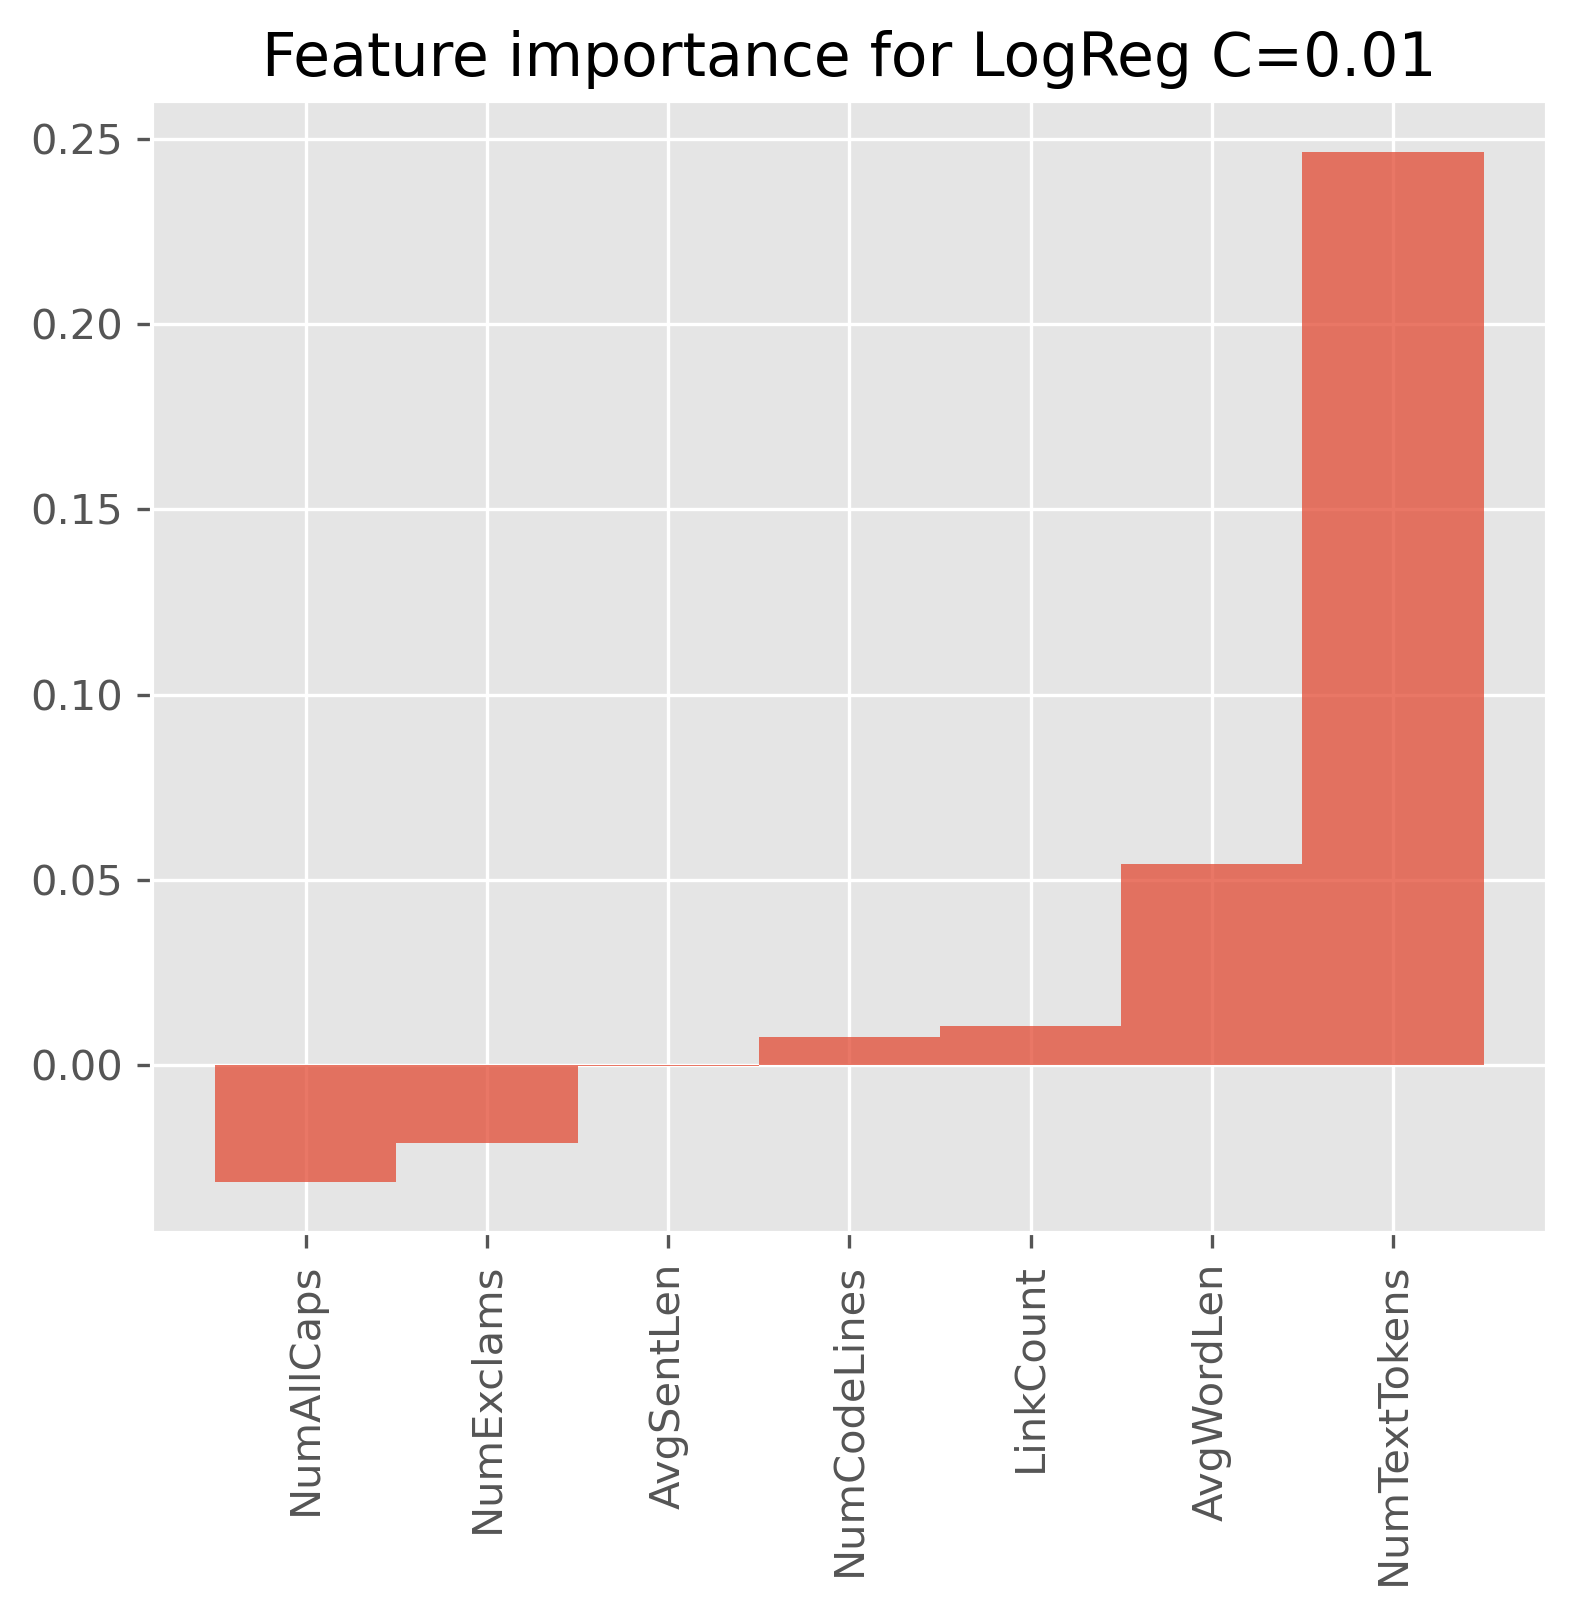 Feature importance for LogReg C=0.01
0.25
0.20
0.15
0.10
0.05
0.00
NumAllCaps
NumExclams
AvgSentLen
NumCodeLines
LinkCount
AvgWordLen
NumTextTokens